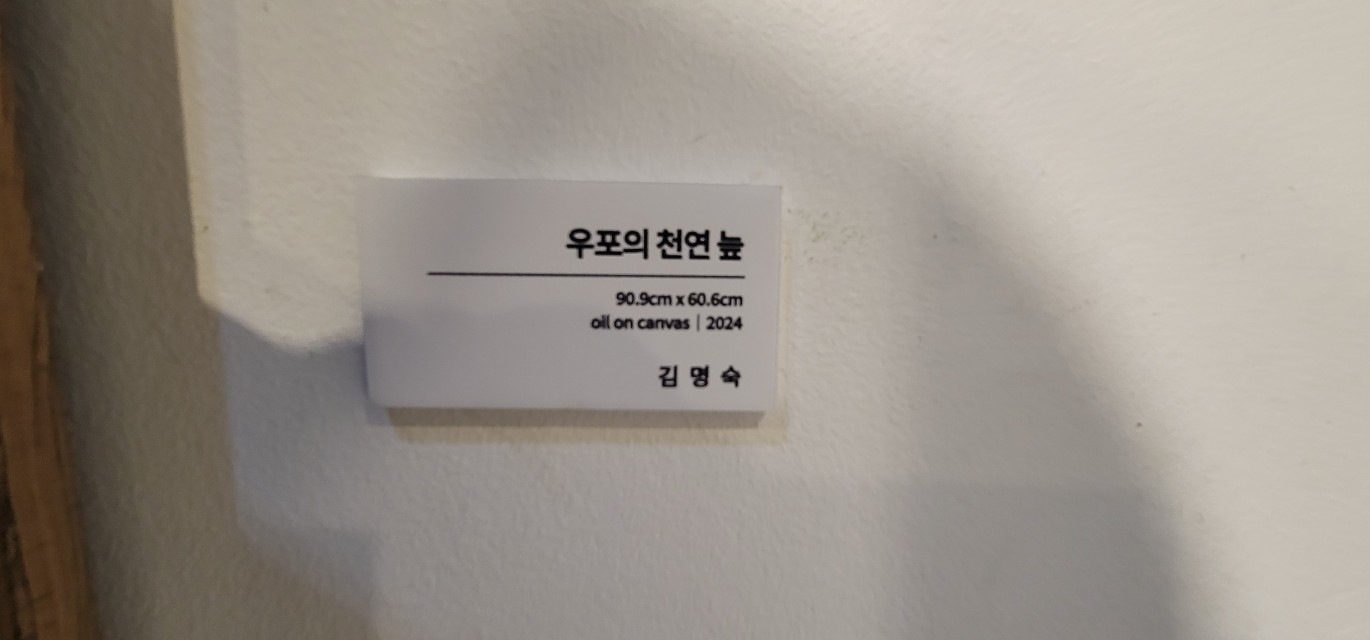 우포의 천연 늪
90.9cm x 60.6cm
oil on canvas | 2024
김 명 숙